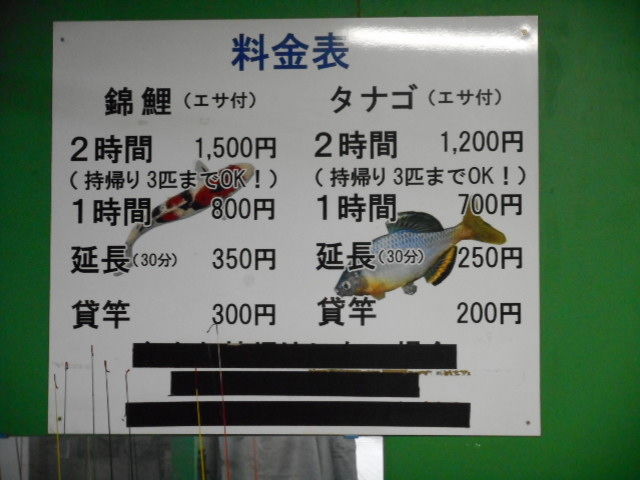 料金表
錦鯉（エサ付）
2時間 1,500円
（持帰り3匹までOK！）
1時間 800円
延長（30分） 350円
貸竿 300円
タナゴ（エサ付）
2時間 1,200円
（持帰り3匹までOK！）
1時間 700円
延長（30分） 250円
貸竿 200円